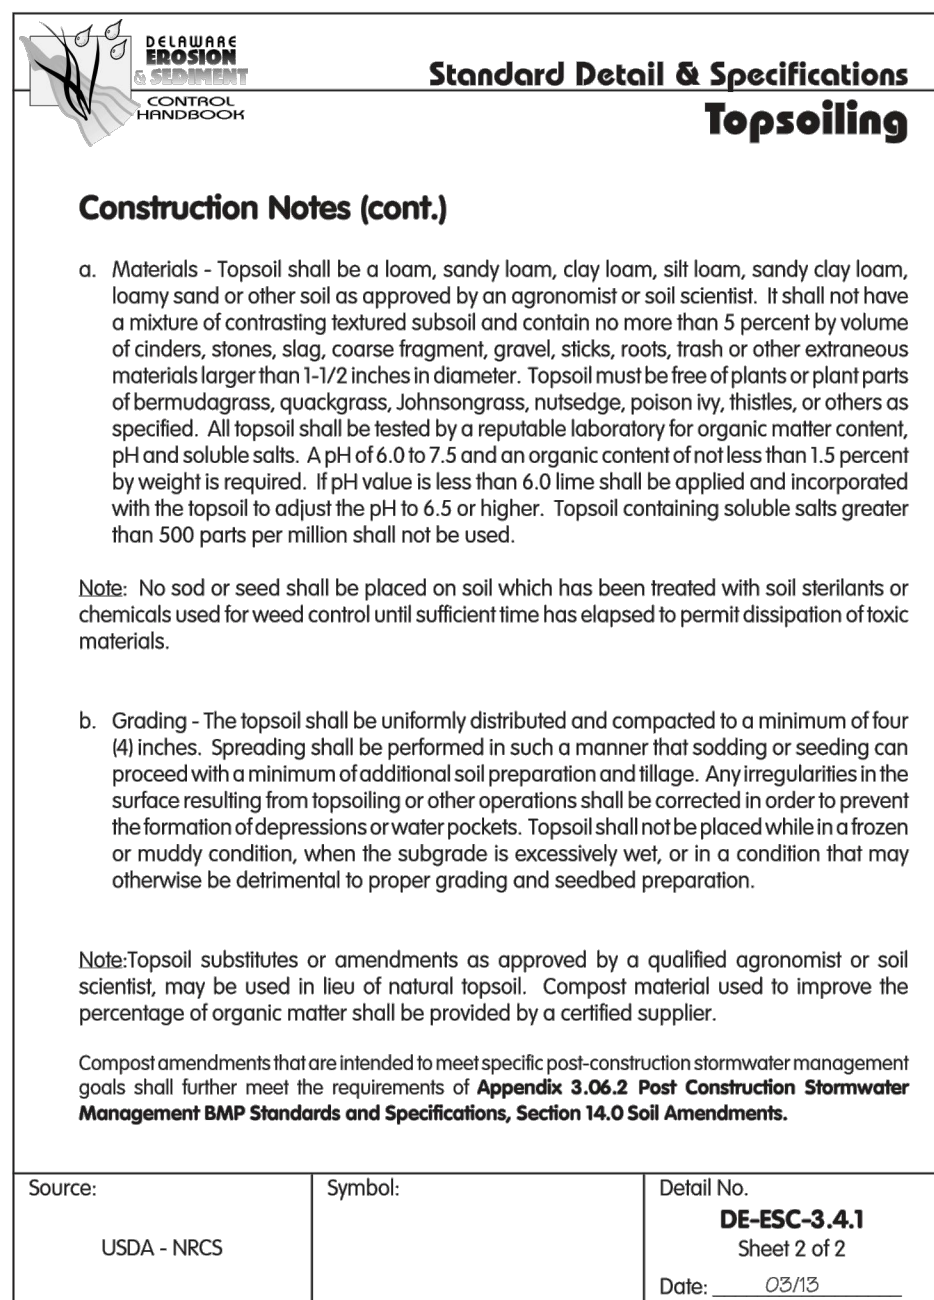 DELAWARE
EROSION
& SEDIMENT
CONTROL
HANDBOOK
Standard Detail & Specifications
Topsoiling
Construction Notes (cont.)
a. Materials - Topsoil shall be a loam, sandy loam, clay loam, silt loam, sandy clay loam,
loamy sand or other soil as approved by an agronomist or soil scientist. It shall not have
a mixture of contrasting textured subsoil and contain no more than 5 percent by volume
of cinders, stones, slag, coarse fragment, gravel, sticks, roots, trash or other extraneous
materials larger than 1-1/2 inches in diameter. Topsoil must be free of plants or plant parts
of bermudagrass, quackgrass, Johnsongrass, nutsedge, poison ivy, thistles, or others as
specified. All topsoil shall be tested by a reputable laboratory for organic matter content,
pH and soluble salts. A pH of 6.0 to 7.5 and an organic content of not less than 1.5 percent
by weight is required. If pH value is less than 6.0 lime shall be applied and incorporated
with the topsoil to adjust the pH to 6.5 or higher. Topsoil containing soluble salts greater
than 500 parts per million shall not be used.
Note: No sod or seed shall be placed on soil which has been treated with soil sterilants or
chemicals used for weed control until sufficient time has elapsed to permit dissipation of toxic
materials.
b. Grading - The topsoil shall be uniformly distributed and compacted to a minimum of four
(4) inches. Spreading shall be performed in such a manner that sodding or seeding can
proceed with a minimum of additional soil preparation and tillage. Any irregularities in the
surface resulting from topsoiling or other operations shall be corrected in order to prevent
the formation of depressions or water pockets. Topsoil shall not be placed while in a frozen
or muddy condition, when the subgrade is excessively wet, or in a condition that may
otherwise be detrimental to proper grading and seedbed preparation.
Note:Topsoil substitutes or amendments as approved by a qualified agronomist or soil
scientist, may be used in lieu of natural topsoil. Compost material used to improve the
percentage of organic matter shall be provided by a certified supplier.
Compost amendments that are intended to meet specific post-construction stormwater management
goals shall further meet the requirements of Appendix 3.06.2 Post Construction Stormwater
Management BMP Standards and Specifications, Section 14.0 Soil Amendments.
Source:
USDA - NRCS
Symbol:
Detail No.
DE-ESC-3.4.1
Sheet 2 of 2
Date: 03/13